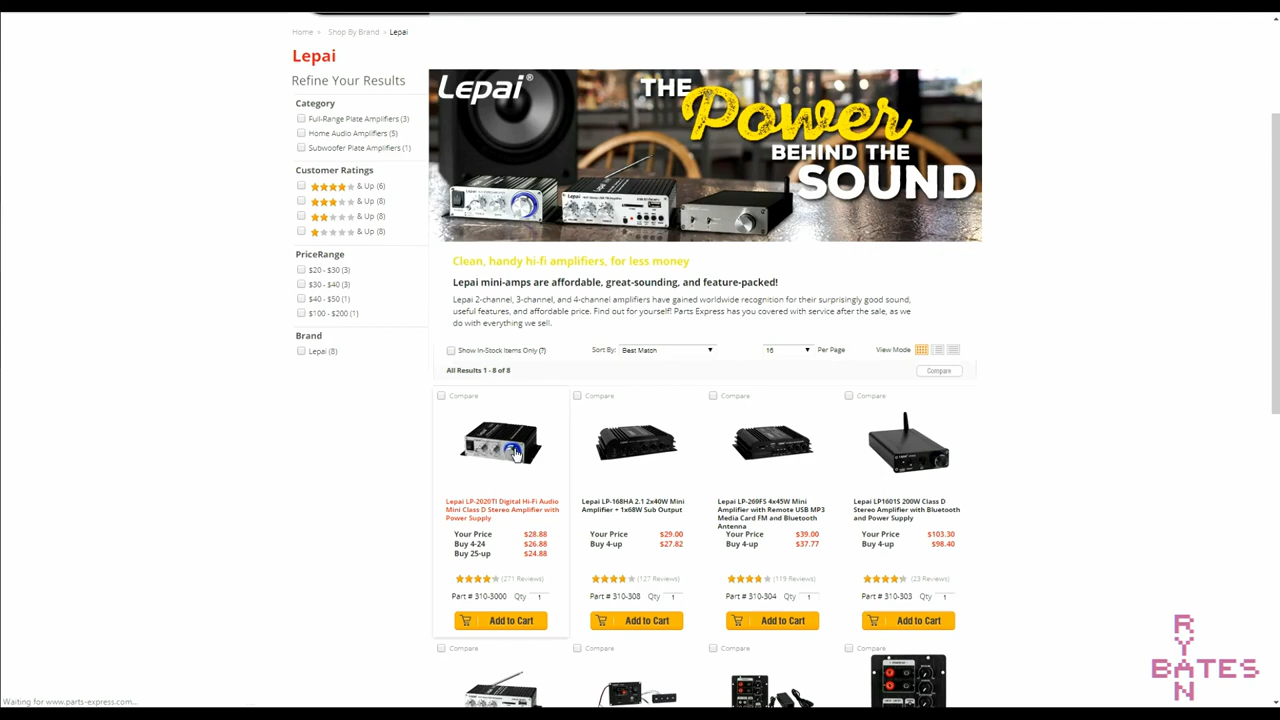 Home > Shop By Brand > Lepai
Lepai
Refine Your Results
Category
Full-Range Plate Amplifiers (3)
Home Audio Amplifiers (5)
Subwoofer Plate Amplifiers (1)
Customer Ratings
& Up (6)
& Up (8)
& Up (8)
& Up (8)
PriceRange
$20 - $30 (3)
$30 - $40 (3)
$40 - $50 (1)
$100 - $200 (1)
Brand
Lepai (8)
Lepai®
THE
Power
BEHIND THE
SOUND
Clean, handy hi-fi amplifiers, for less money
Lepai mini-amps are affordable, great-sounding, and feature-packed!
Lepai 2-channel, 3-channel, and 4-channel amplifiers have gained worldwide recognition for their surprisingly good sound,
useful features, and affordable price. Find out for yourself! Parts Express has you covered with service after the sale, as we
do with everything we sell.
Show In-Stock Items Only (?) Sort By: Best Match 16 Per Page View Mode
All Results 1 - 8 of 8 Compare
Compare
Lepai LP-2020TI Digital Hi-Fi Audio
Mini Class D Stereo Amplifier with
Power Supply
Your Price $28.88
Buy 4-24 $26.88
Buy 25-up $24.88
(271 Reviews)
Part # 310-3000 Qty 1
Add to Cart
Compare
Lepai LP-168HA 2.1 2x40W Mini
Amplifier + 1x68W Sub Output
Your Price $29.00
Buy 4-up $27.82
(127 Reviews)
Part # 310-308 Qty 1
Add to Cart
Compare
Lepai LP-269FS 4x45W Mini
Amplifier with Remote USB MP3
Media Card FM and Bluetooth
Antenna
Your Price $39.00
Buy 4-up $37.77
(119 Reviews)
Part # 310-304 Qty 1
Add to Cart
Compare
Lepai LP1601S 200W Class D
Stereo Amplifier with Bluetooth
and Power Supply
Your Price $103.30
Buy 4-up $98.40
(23 Reviews)
Part # 310-303 Qty 1
Add to Cart
Compare
Compare
Compare
Compare
Waiting for www.parts-express.com...
RYAN
BATES